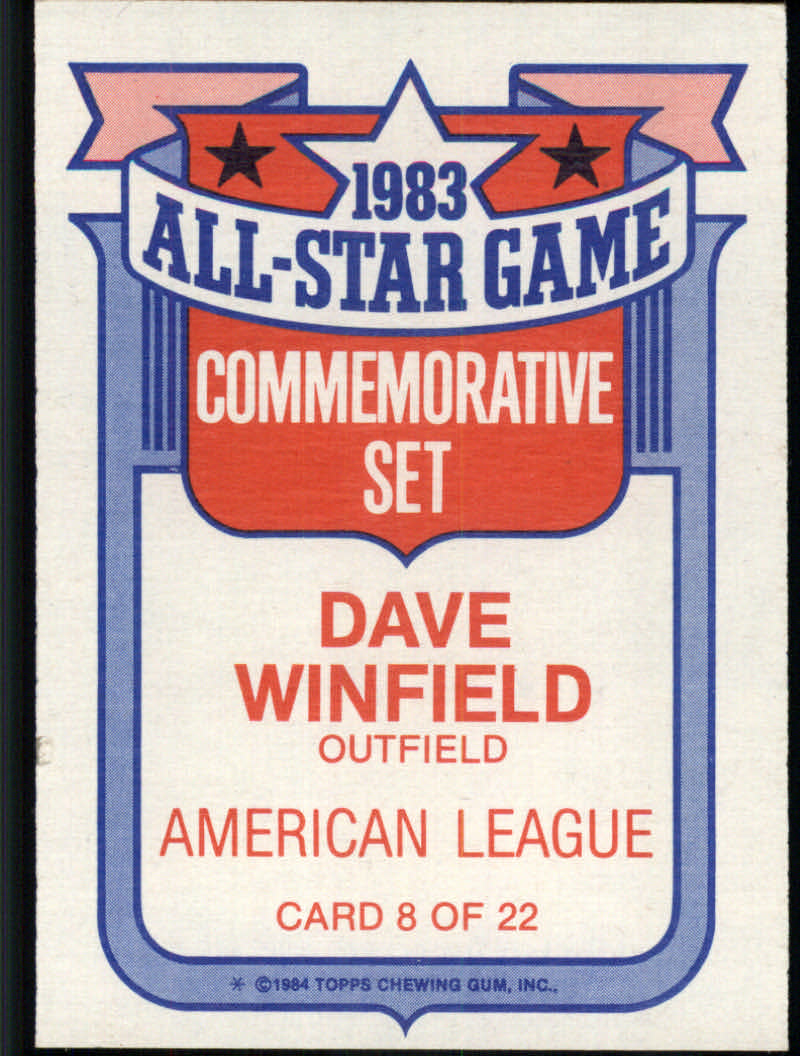 1983
ALL-STAR GAME
COMMEMORATIVE
SET
DAVE
WINFIELD
OUTFIELD
AMERICAN LEAGUE
CARD 8 OF 22
* ©1984 TOPPS CHEWING GUM, INC.,